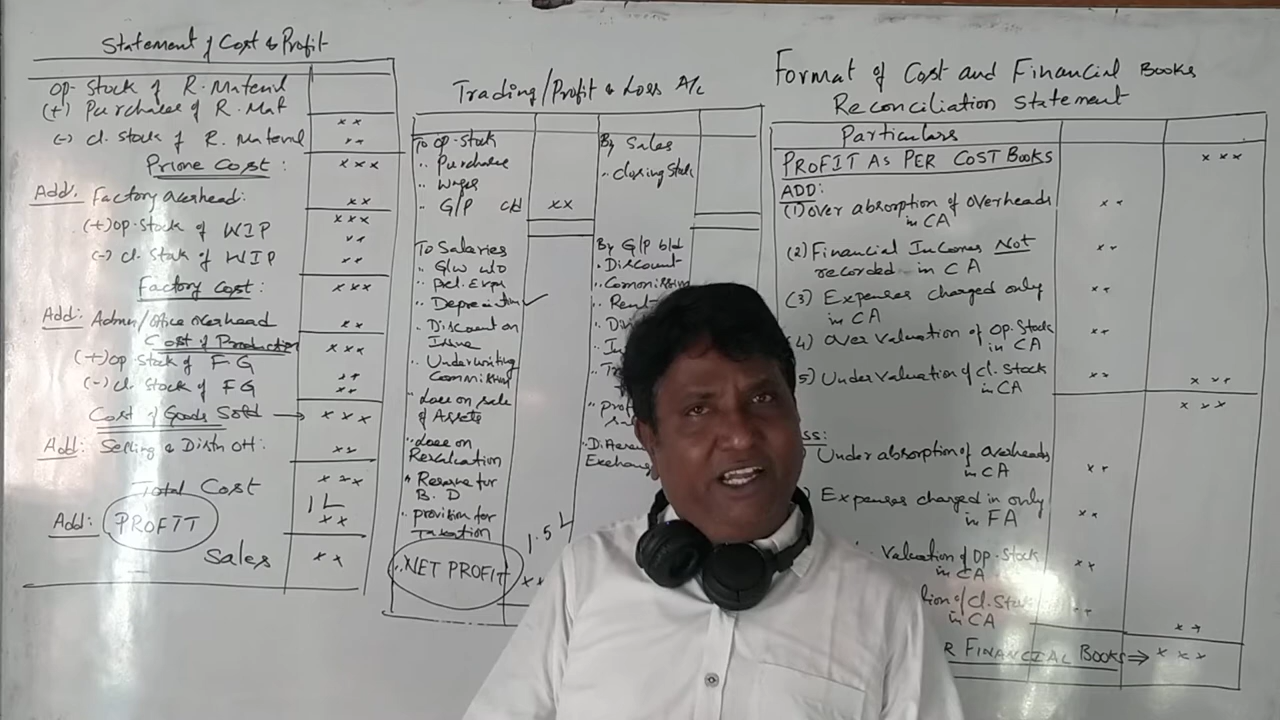 Statement of Cost & Profit
Op. Stock of R. Material
(+) Purchases of R. Mat
x x
(-) Cl. Stock of R. Material
x x
Prime Cost:
x x x
Add: Factory overhead:
x x
x x x
(+) op. Stock of WIP
x x
(-) cl. Stock of WIP
x x
Factory Cost:
x x x
Add: Admn/Office overhead
x x
Cost of Production
x x x
(+) Op Stock of F G
x x
(-) Cl. Stock of F G
x x
Cost of Goods Sold →
x x x
Add: Selling & Distn OH:
x x
Total Cost
x x x
1L
Add: PROFIT
x x
Sales
x x
Trading/Profit & Loss A/c
To Op. Stock
By Sales
" Purchase
" closing Stock
" Wages
" G/P c/d
x x
To Salaries
By G/P b/d
" G/w w/o
" Discount
" Commission
" Depreciation ✓
" Rent
" Discount on
Issue
" Underwriting
Commission
" Loss on sale
of Assets
" Loss on
Revaluation
Exchang
" Reserve for
B. D
" provision for
Taxation
1.5 L
" NET PROFIT
x x
Format of Cost and Financial Books
Reconciliation Statement
Particulars
PROFIT AS PER COST BOOKS
x x x
ADD:
(1) over absorption of overheads
in CA
x x
(2) Financial Incomes Not
recorded in CA
x x
(3) Expenses charged only
in CA
x x
4) Over Valuation of Op. Stock
in CA
x x
5) Under Valuation of Cl. Stock
in CA
x x
x x x
x x x
SS:
Under absorption of overheads
in CA
x x
Expenses charged in only
in FA
x x
Valuation of Op. Stock
in CA
x x
tion of Cl. Stock
in CA
x x
x x
R FINANCIAL BOOKS ⇒ x x x